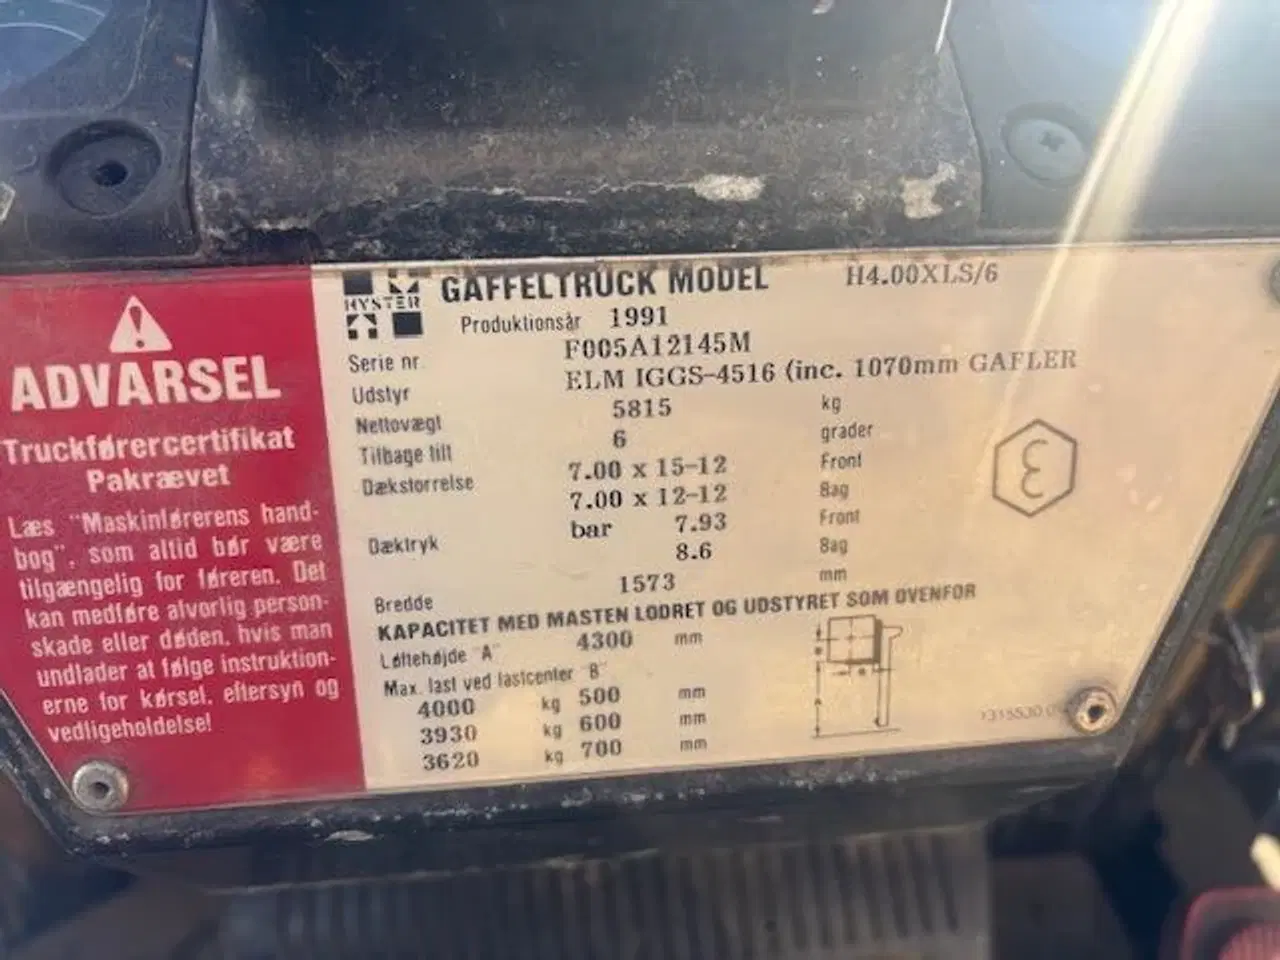 ADVARSEL
Truckførercertifikat
Pakrævet
Læs "Maskinførerens hand-
bog", som altid bør være
tilgængelig for føreren. Det
kan medføre alvorlig person-
skade eller døden, hvis man
undlader at følge instruktion-
erne for kørsel, eftersyn og
vedligeholdelse!
HYSTER
GAFFELTRUCK MODEL H4.00XLS/6
Produktionsår 1991
Serie nr. F005A12145M
Udstyr ELM IGGS-4516 (inc. 1070mm GAFLER
Nettovægt 5815 kg
Tilbage tilt 6 grader
Dækstorrelse 7.00 x 15-12 Front
7.00 x 12-12 Bag
Dæktryk bar 7.93 Front
8.6 Bag
Bredde 1573 mm
KAPACITET MED MASTEN LODRET OG UDSTYRET SOM OVENFOR
Løftehøjde "A" 4300 mm
Max. last ved lastcenter "B"
4000 kg 500 mm
3930 kg 600 mm
3620 kg 700 mm
B
B
A